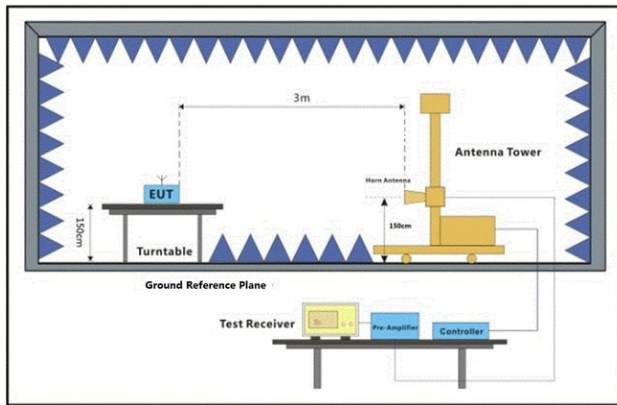 3m
Antenna Tower
Horn Antenna
EUT
150cm
150cm
Turntable
Ground Reference Plane
Test Receiver
Pre-Amplifier
Controller